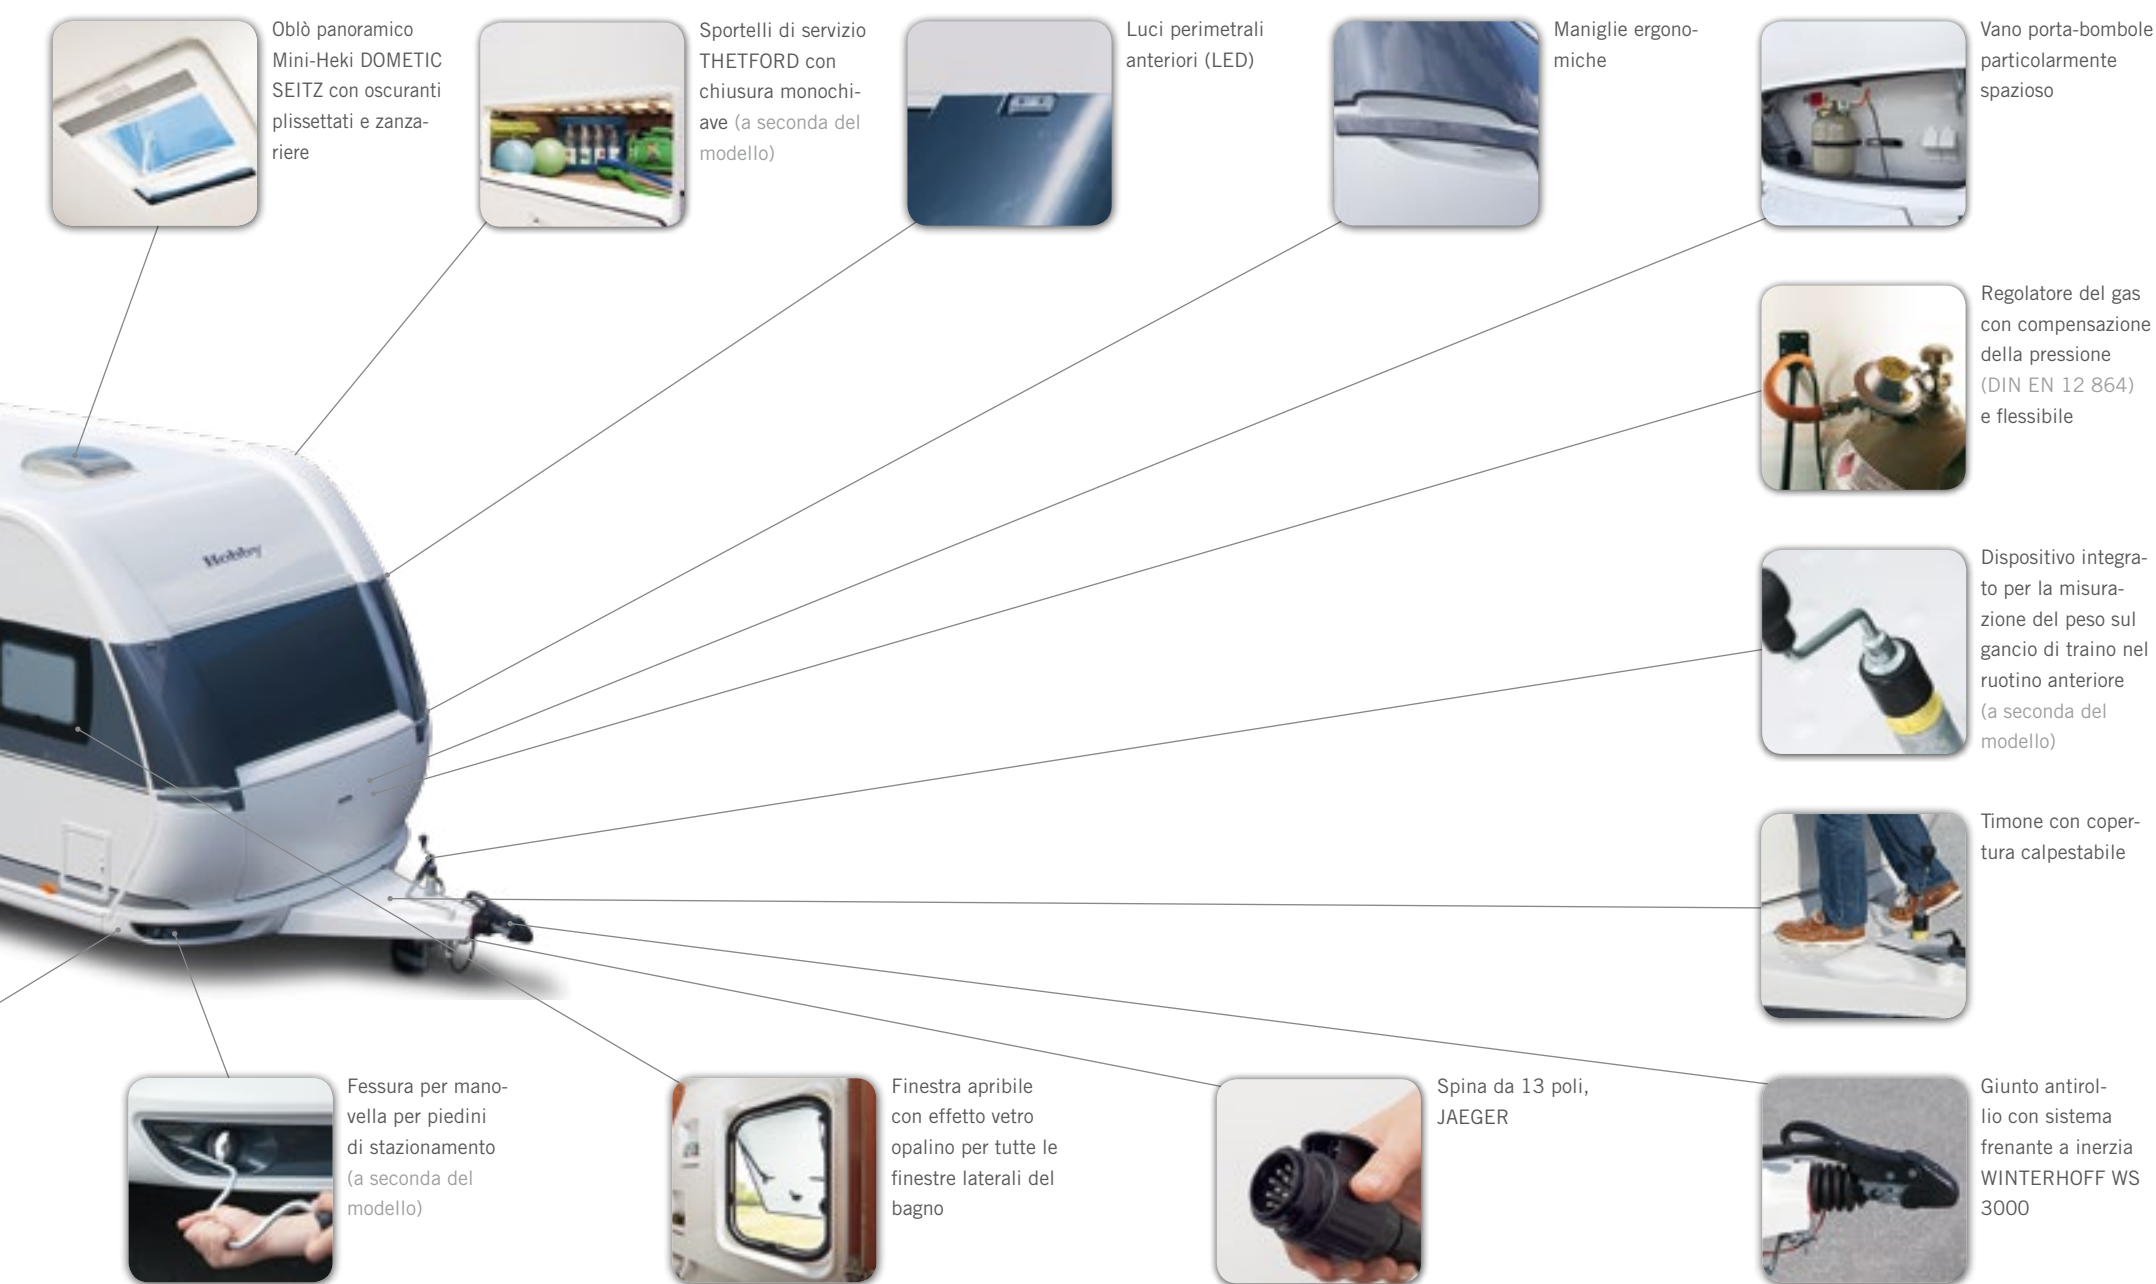 Oblò panoramico
Mini-Heki DOMETIC
SEITZ con oscuranti
plissettati e zanza-
riere
Sportelli di servizio
THETFORD con
chiusura monochi-
ave (a seconda del
modello)
Luci perimetrali
anteriori (LED)
Maniglie ergono-
miche
Vano porta-bombole
particolarmente
spazioso
Regolatore del gas
con compensazione
della pressione
(DIN EN 12 864)
e flessibile
Hobby
Dispositivo integra-
to per la misura-
zione del peso sul
gancio di traino nel
ruotino anteriore
(a seconda del
modello)
Timone con coper-
tura calpestabile
Fessura per mano-
vella per piedini
di stazionamento
(a seconda del
modello)
Finestra apribile
con effetto vetro
opalino per tutte le
finestre laterali del
bagno
Spina da 13 poli,
JAEGER
Giunto antirol-
lio con sistema
frenante a inerzia
WINTERHOFF WS
3000